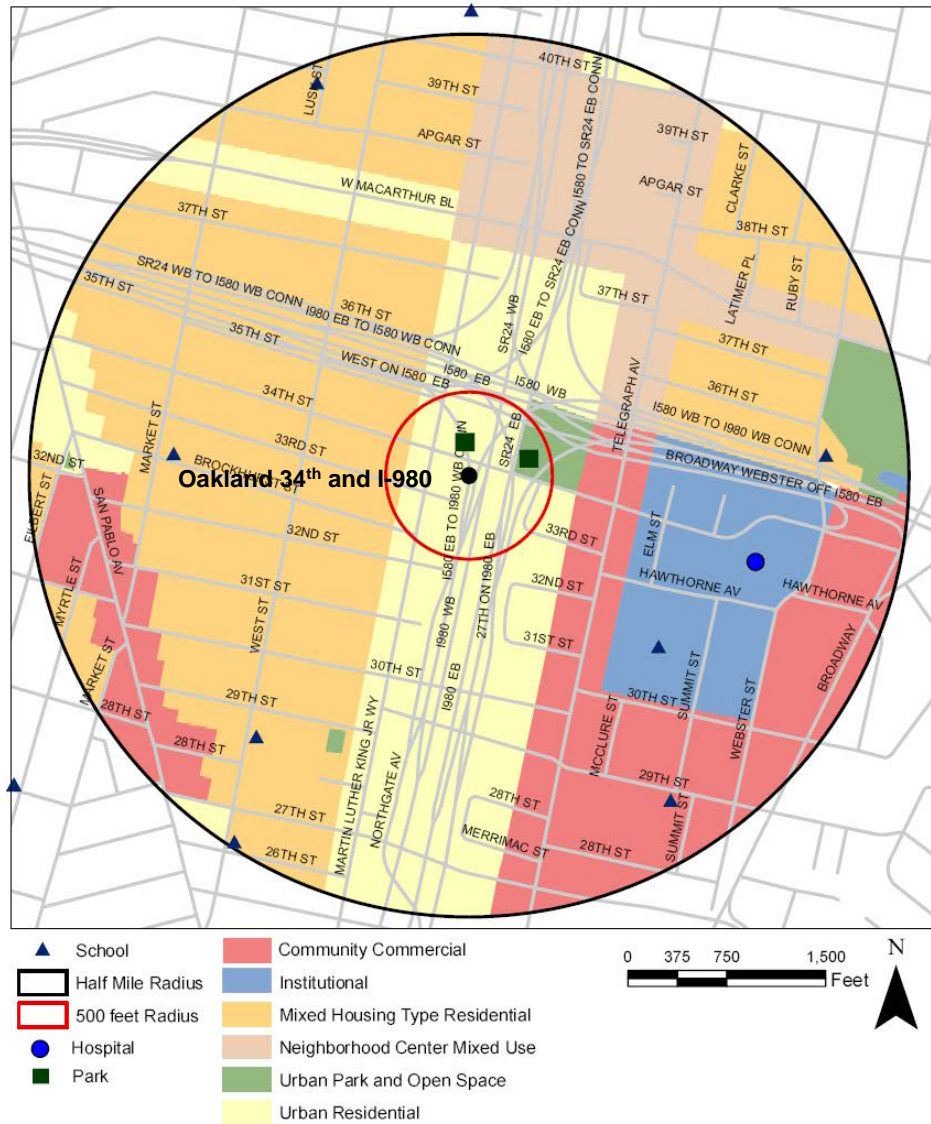 40TH ST
39TH ST
LUSK ST
I580 TO SR24 EB CONN
39TH ST
APGAR ST
CLARKE ST
APGAR ST
W MACARTHUR BL
38TH ST
37TH ST
LATIMER PL
RUBY ST
SR24 WB TO I580 WB CONN
SR24 WB
I580 EB TO SR24 EB CONN
37TH ST
35TH ST
36TH ST
I980 EB TO I580 WB CONN
37TH ST
35TH ST
WEST ON I580 EB
I580 EB
I580 WB
36TH ST
TELEGRAPH AV
34TH ST
I580 WB TO I980 WB CONN
MARKET ST
33RD ST
SR24 EB
BROADWAY WEBSTER OFF I580 EB
32ND ST
BROCKHURST ST
Oakland 34th and I-980
I580 EB TO I980 WB CONN
FILBERT ST
SAN PABLO AV
32ND ST
33RD ST
ELM ST
HAWTHORNE AV
HAWTHORNE AV
MYRTLE ST
31ST ST
32ND ST
WEST ST
I980 WB
27TH ON I980 EB
31ST ST
BROADWAY
MARKET ST
30TH ST
I980 EB
SUMMIT ST
30TH ST
WEBSTER ST
28TH ST
29TH ST
MCCLURE ST
28TH ST
MARTIN LUTHER KING JR WY
NORTHGATE AV
29TH ST
27TH ST
28TH ST
SUMMIT ST
MERRIMAC ST
28TH ST
26TH ST
School
Half Mile Radius
500 feet Radius
Hospital
Park
Community Commercial
Institutional
Mixed Housing Type Residential
Neighborhood Center Mixed Use
Urban Park and Open Space
Urban Residential
0 375 750 1,500
Feet
N